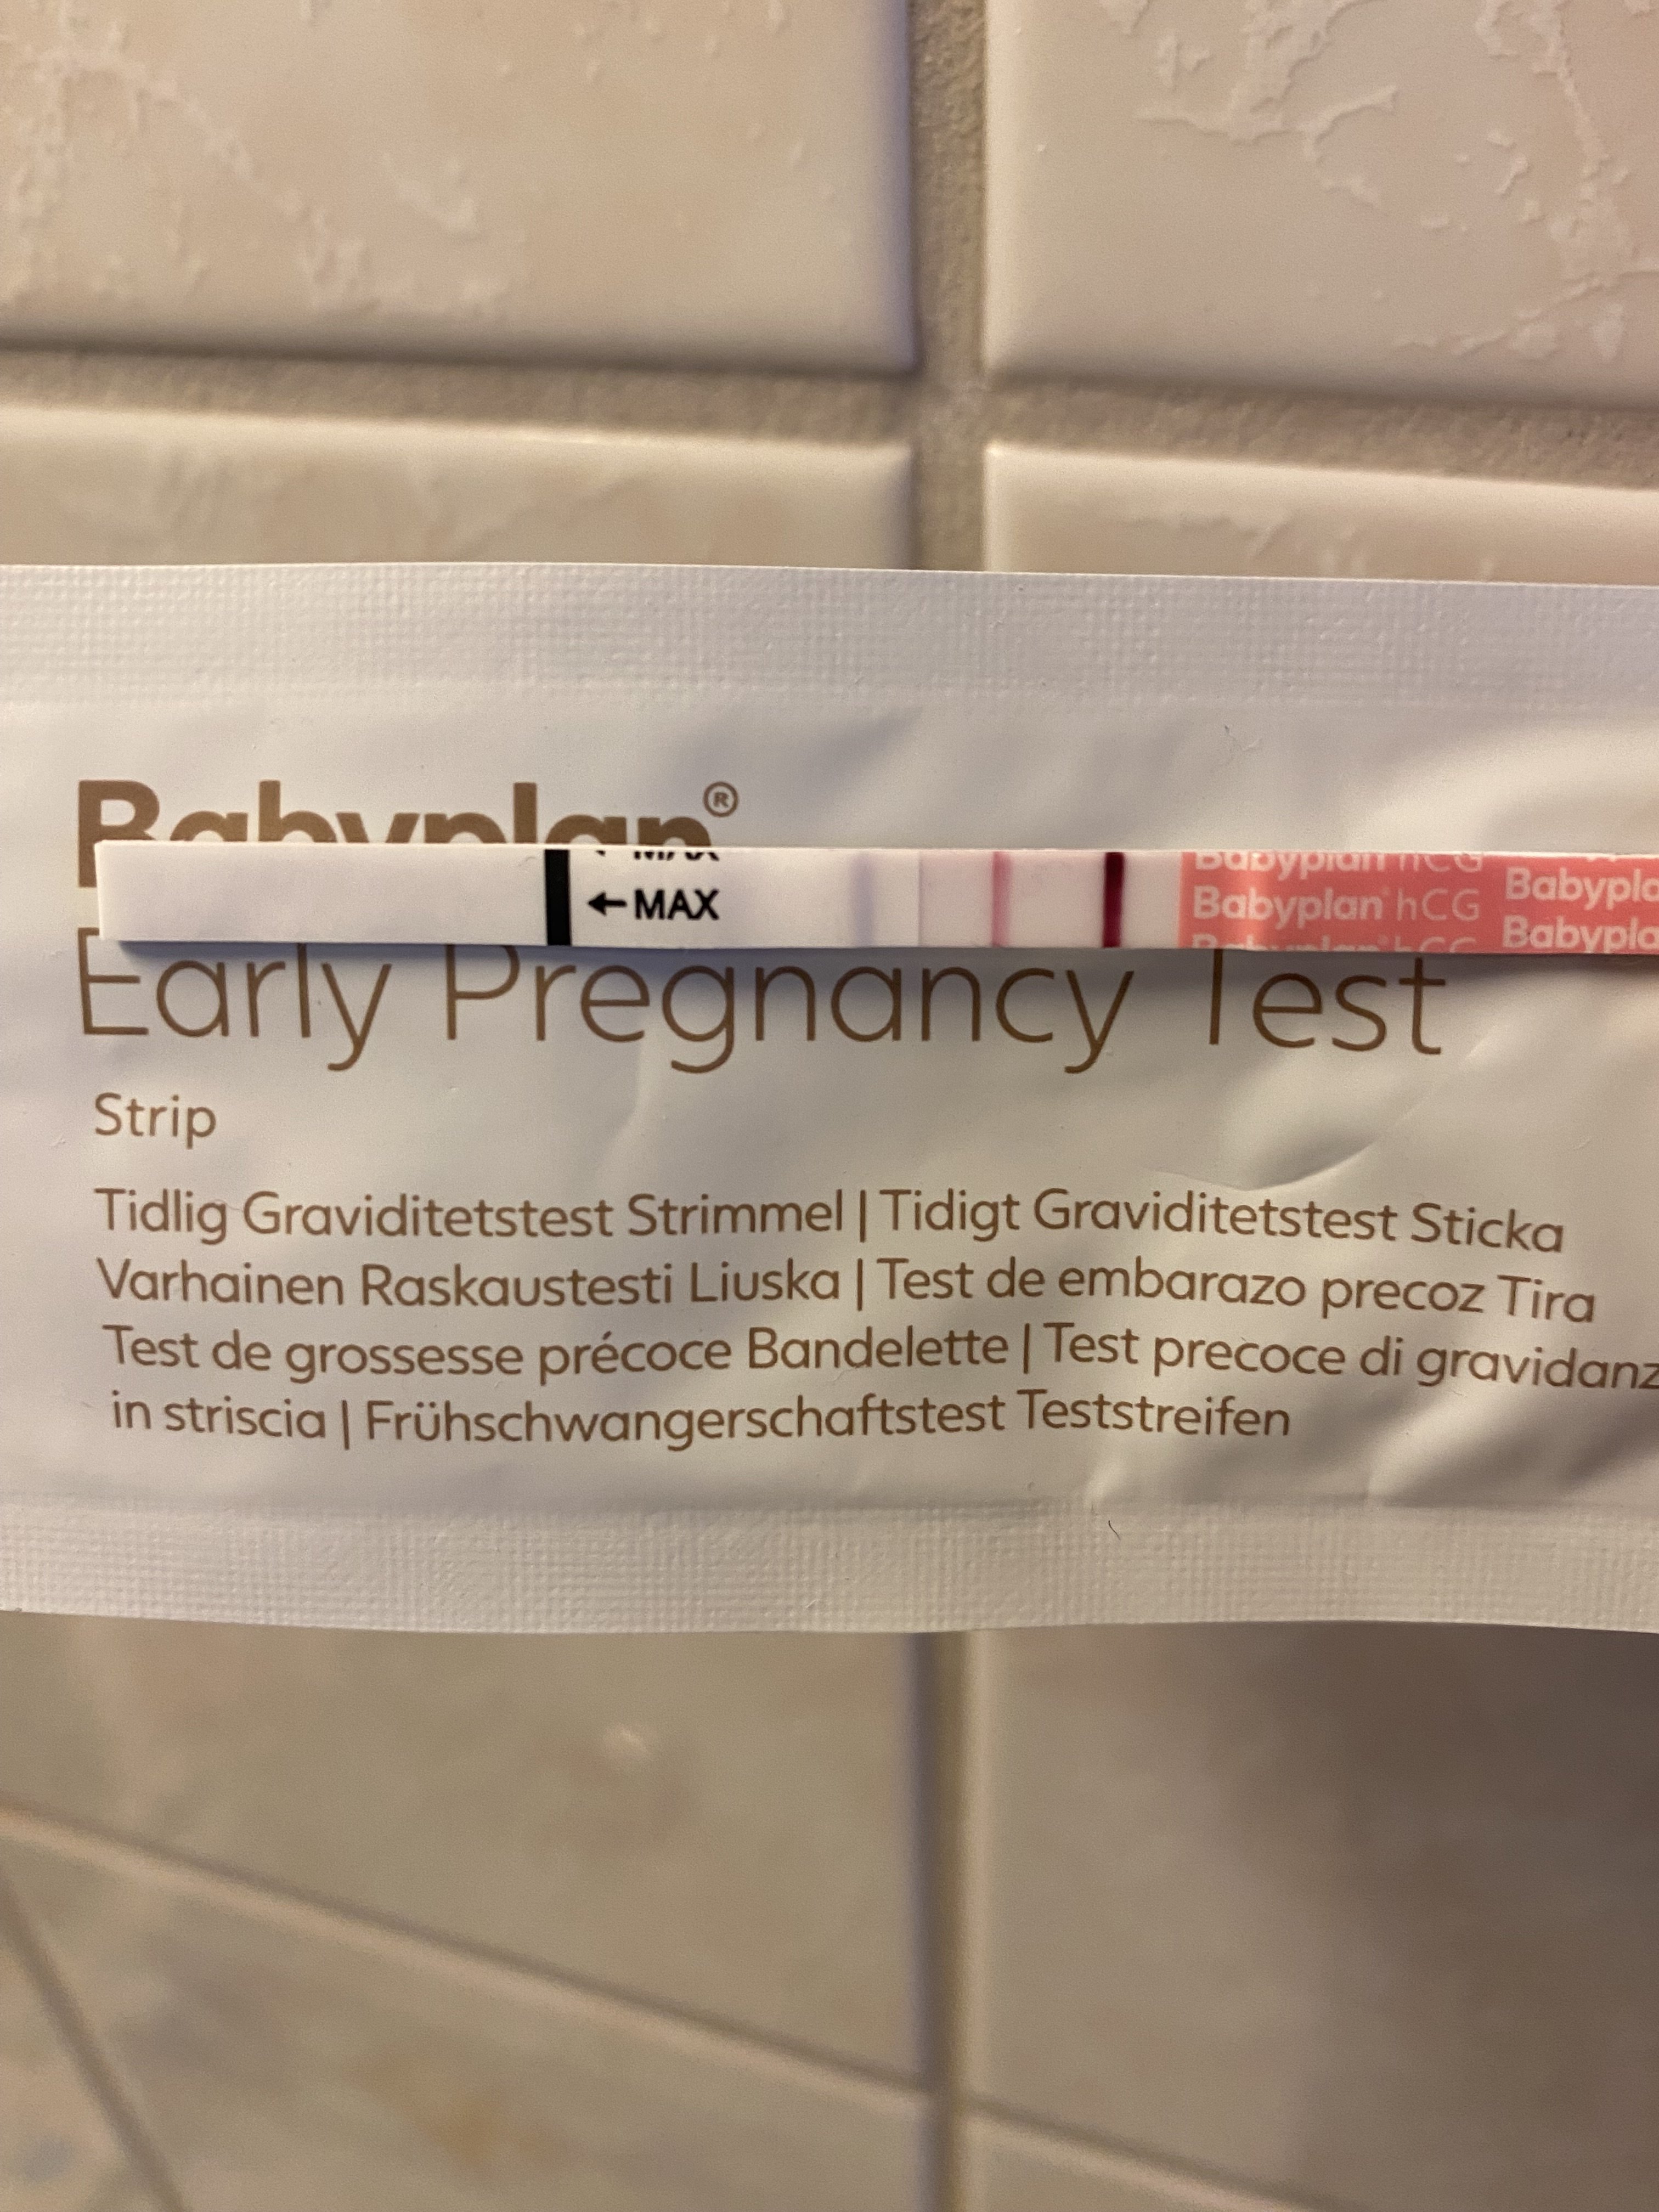 Babyplan®
MAX
←MAX
Babyplan hCG
Babyplan hCG
Babyplan hCG
Early Pregnancy Test
Strip
Tidlig Graviditetstest Strimmel | Tidigt Graviditetstest Sticka
Varhainen Raskaustesti Liuska | Test de embarazo precoz Tira
Test de grossesse précoce Bandelette | Test precoce di gravidanz
in striscia | Frühschwangerschaftstest Teststreifen